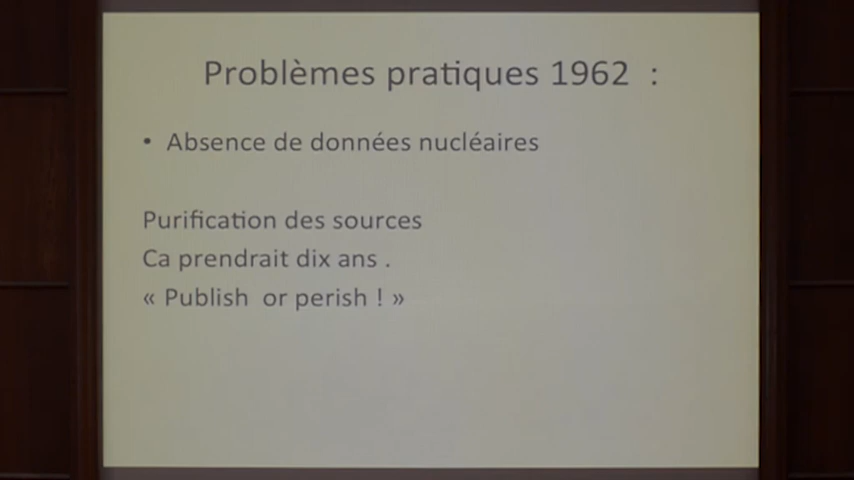 Problèmes pratiques 1962 :
• Absence de données nucléaires
Purification des sources
Ca prendrait dix ans .
« Publish or perish ! »